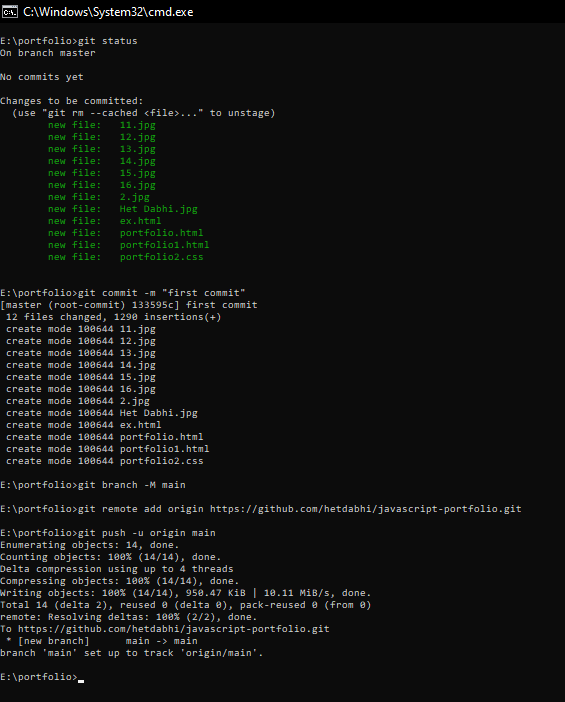 C:\Windows\System32\cmd.exe
E:\portfolio>git status
On branch master
No commits yet
Changes to be committed:
  (use "git rm --cached <file>..." to unstage)
        new file:   11.jpg
        new file:   12.jpg
        new file:   13.jpg
        new file:   14.jpg
        new file:   15.jpg
        new file:   16.jpg
        new file:   2.jpg
        new file:   Het Dabhi.jpg
        new file:   ex.html
        new file:   portfolio.html
        new file:   portfolio1.html
        new file:   portfolio2.css
E:\portfolio>git commit -m "first commit"
[master (root-commit) 133595c] first commit
 12 files changed, 1290 insertions(+)
 create mode 100644 11.jpg
 create mode 100644 12.jpg
 create mode 100644 13.jpg
 create mode 100644 14.jpg
 create mode 100644 15.jpg
 create mode 100644 16.jpg
 create mode 100644 2.jpg
 create mode 100644 Het Dabhi.jpg
 create mode 100644 ex.html
 create mode 100644 portfolio.html
 create mode 100644 portfolio1.html
 create mode 100644 portfolio2.css
E:\portfolio>git branch -M main
E:\portfolio>git remote add origin https://github.com/hetdabhi/javascript-portfolio.git
E:\portfolio>git push -u origin main
Enumerating objects: 14, done.
Counting objects: 100% (14/14), done.
Delta compression using up to 4 threads
Compressing objects: 100% (14/14), done.
Writing objects: 100% (14/14), 950.47 KiB | 10.11 MiB/s, done.
Total 14 (delta 2), reused 0 (delta 0), pack-reused 0 (from 0)
remote: Resolving deltas: 100% (2/2), done.
To https://github.com/hetdabhi/javascript-portfolio.git
 * [new branch]      main -> main
branch 'main' set up to track 'origin/main'.
E:\portfolio>